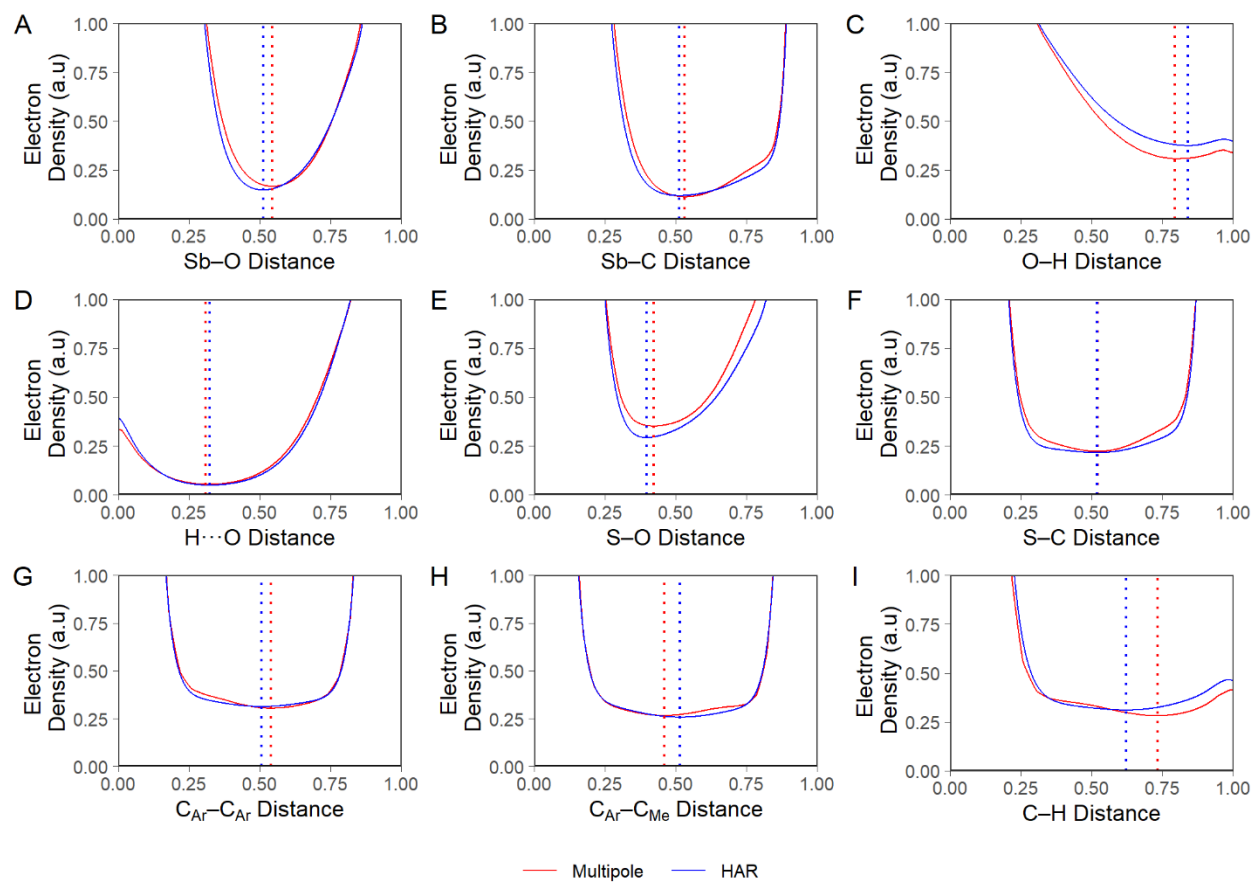 A
Electron
Density (a.u)
1.00
0.75
0.50
0.25
0.00
0.00 0.25 0.50 0.75 1.00
Sb–O Distance
B
Electron
Density (a.u)
1.00
0.75
0.50
0.25
0.00
0.00 0.25 0.50 0.75 1.00
Sb–C Distance
C
Electron
Density (a.u)
1.00
0.75
0.50
0.25
0.00
0.00 0.25 0.50 0.75 1.00
O–H Distance
D
Electron
Density (a.u)
1.00
0.75
0.50
0.25
0.00
0.00 0.25 0.50 0.75 1.00
H···O Distance
E
Electron
Density (a.u)
1.00
0.75
0.50
0.25
0.00
0.00 0.25 0.50 0.75 1.00
S–O Distance
F
Electron
Density (a.u)
1.00
0.75
0.50
0.25
0.00
0.00 0.25 0.50 0.75 1.00
S–C Distance
G
Electron
Density (a.u)
1.00
0.75
0.50
0.25
0.00
0.00 0.25 0.50 0.75 1.00
C_Ar–C_Ar Distance
H
Electron
Density (a.u)
1.00
0.75
0.50
0.25
0.00
0.00 0.25 0.50 0.75 1.00
C_Ar–C_Me Distance
I
Electron
Density (a.u)
1.00
0.75
0.50
0.25
0.00
0.00 0.25 0.50 0.75 1.00
C–H Distance
Multipole HAR